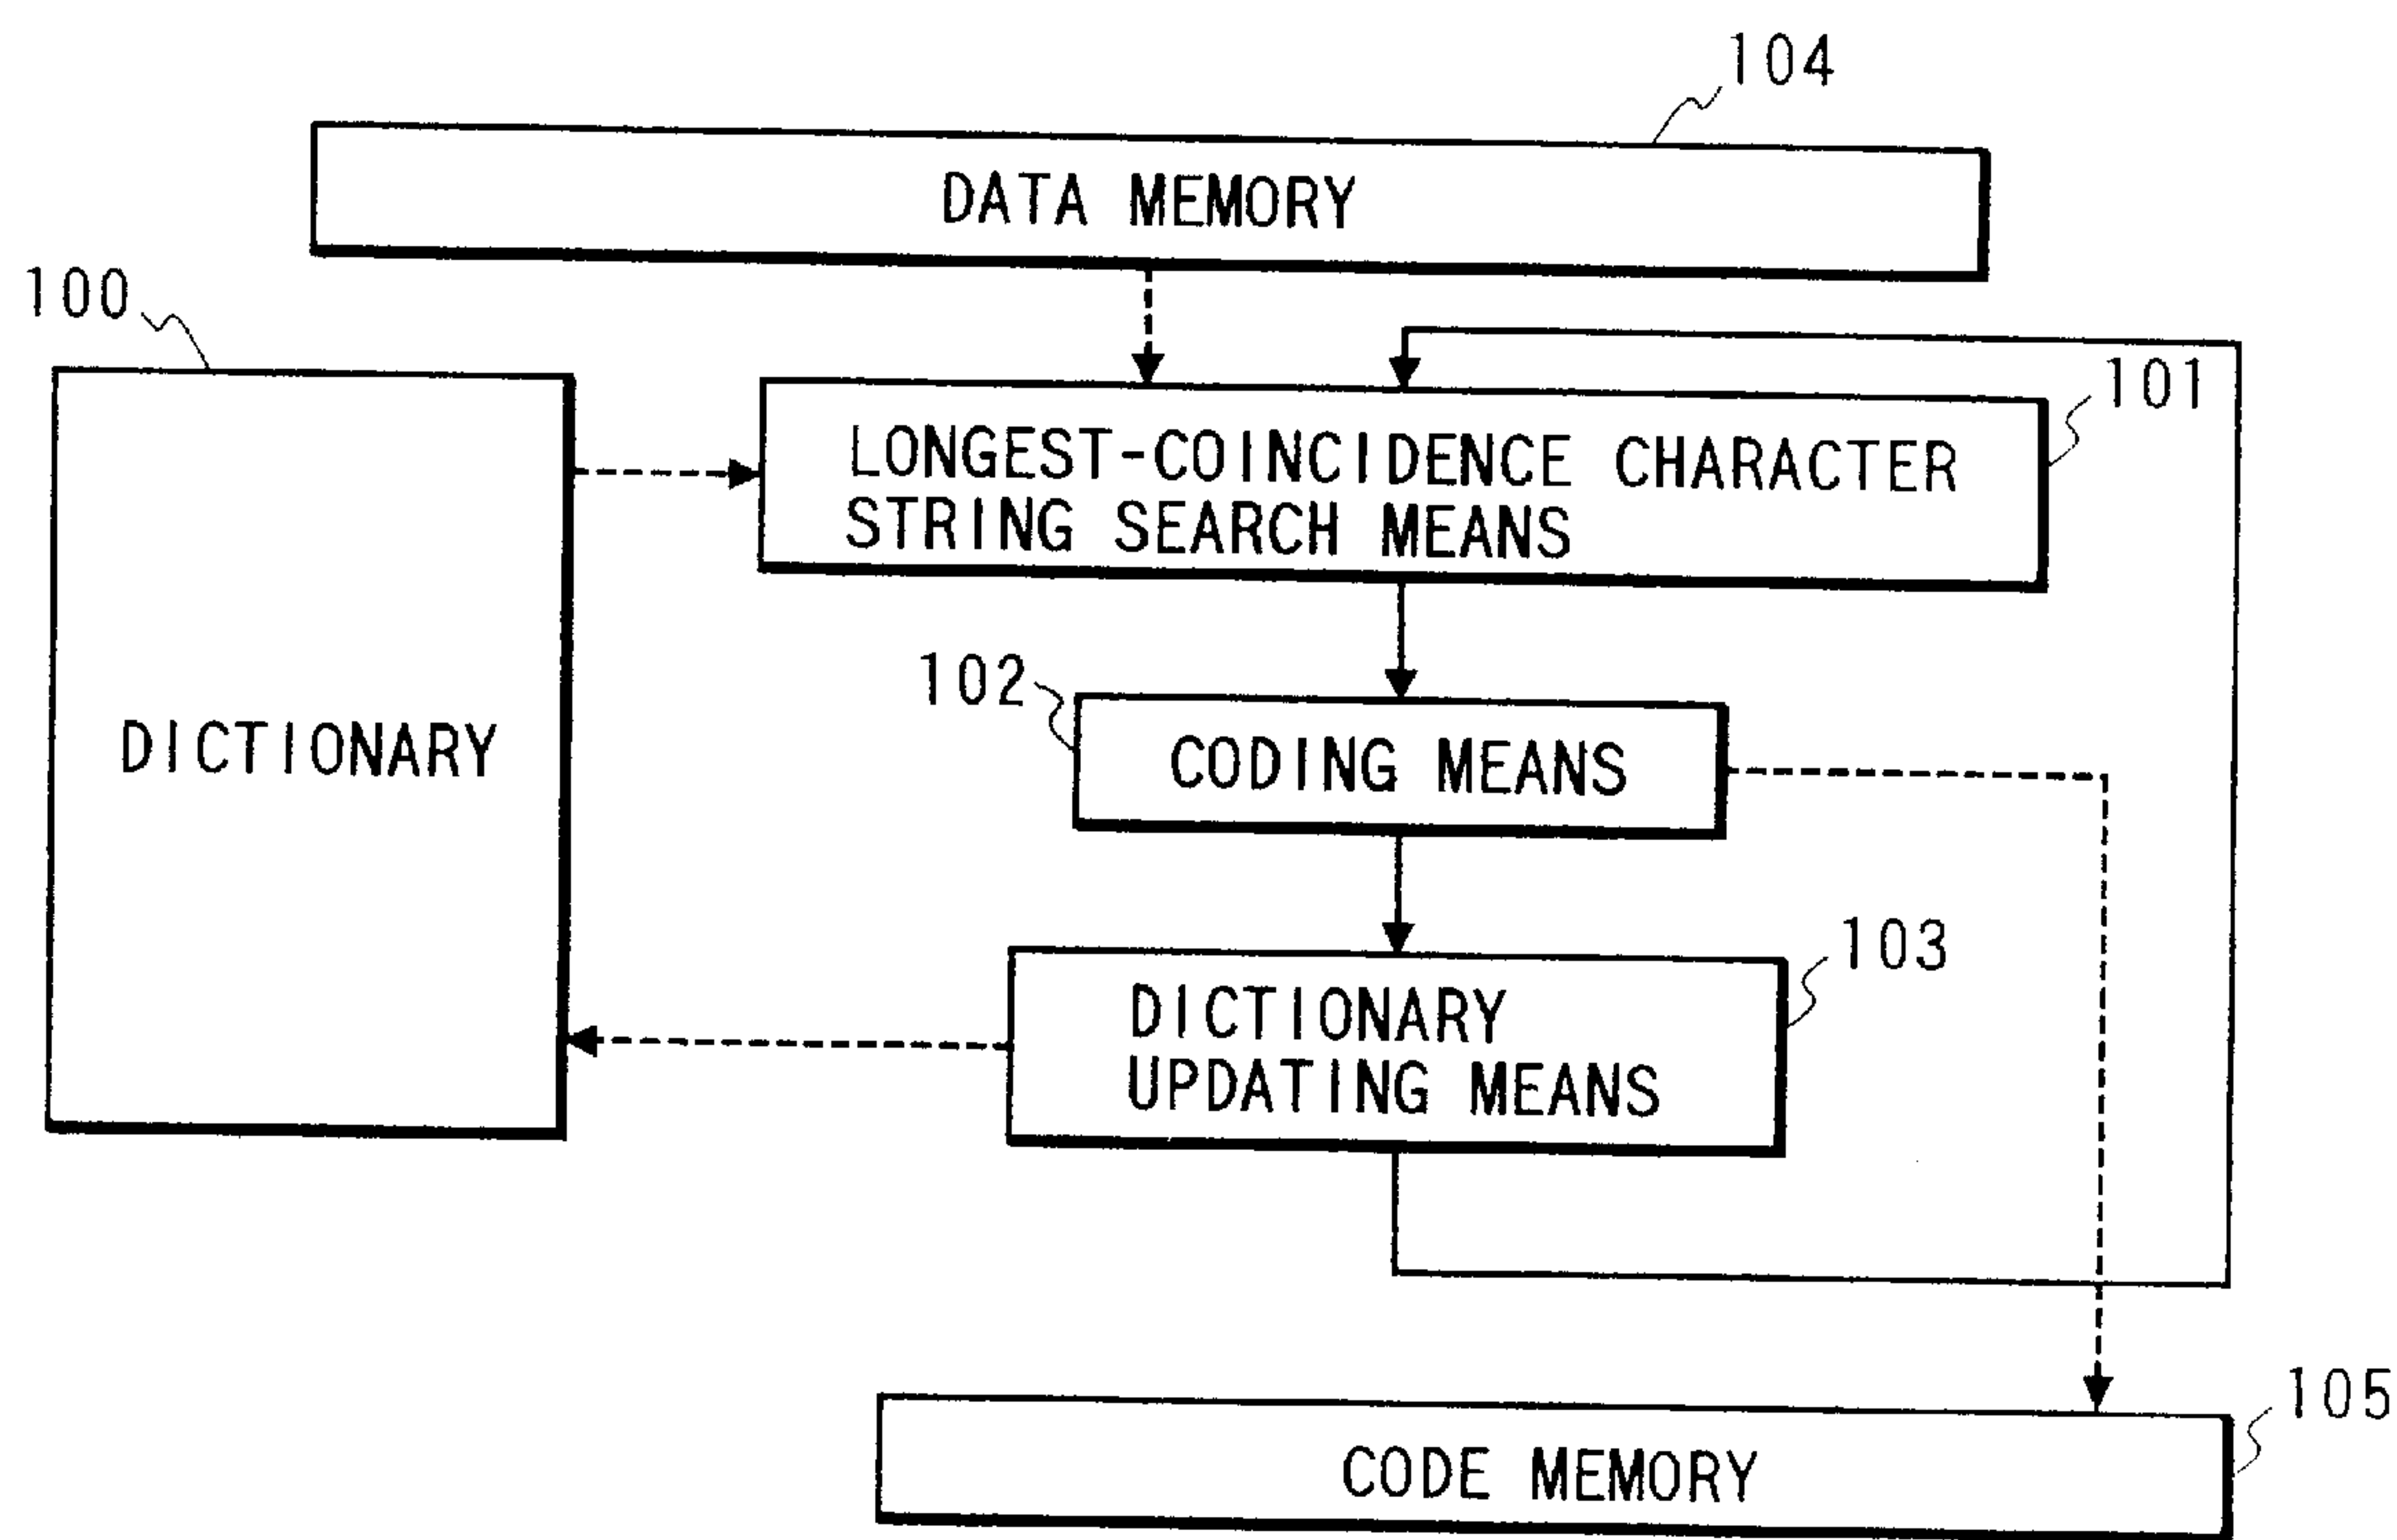 104
DATA MEMORY
100
101
LONGEST-COINCIDENCE CHARACTER
STRING SEARCH MEANS
102
CODING MEANS
DICTIONARY
103
DICTIONARY
UPDATING MEANS
105
CODE MEMORY